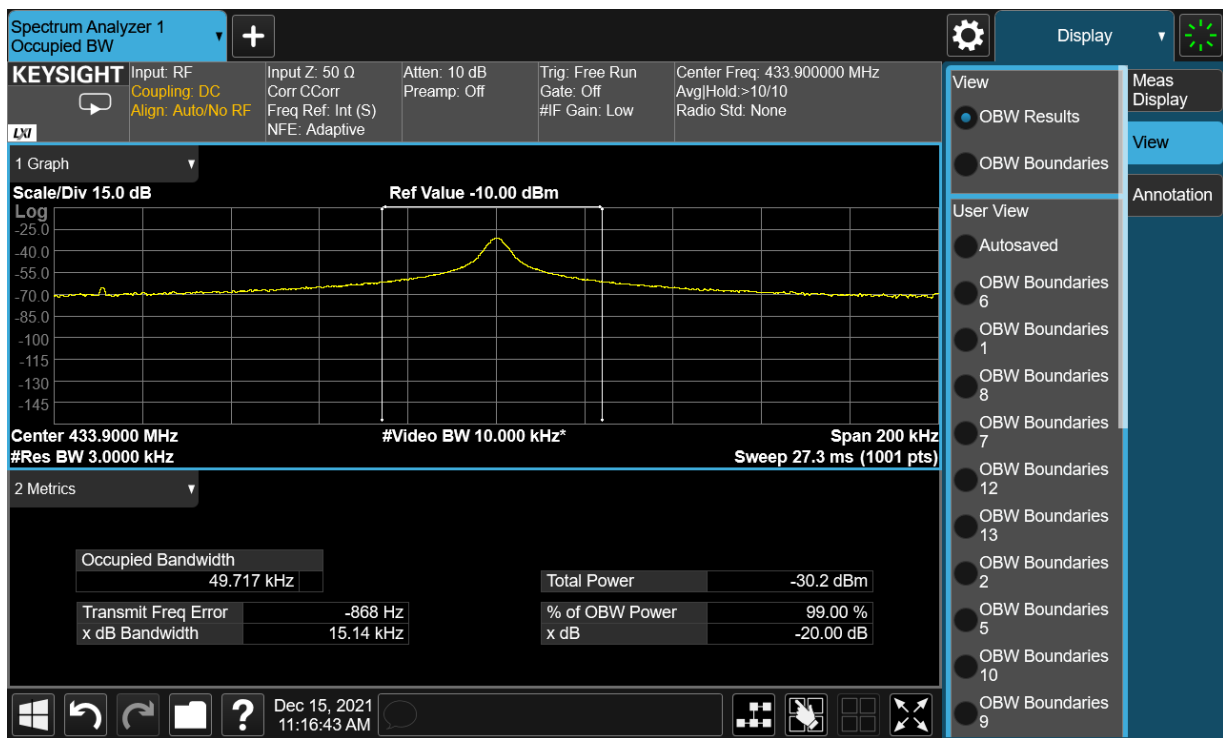 Spectrum Analyzer 1
Occupied BW
Display
KEYSIGHT
LXI
Input: RF
Coupling: DC
Align: Auto/No RF
Input Z: 50 Ω
Corr CCorr
Freq Ref: Int (S)
NFE: Adaptive
Atten: 10 dB
Preamp: Off
Trig: Free Run
Gate: Off
#IF Gain: Low
Center Freq: 433.900000 MHz
Avg|Hold:>10/10
Radio Std: None
1 Graph
Scale/Div 15.0 dB
Ref Value -10.00 dBm
Log
-25.0
-40.0
-55.0
-70.0
-85.0
-100
-115
-130
-145
Center 433.9000 MHz
#Video BW 10.000 kHz*
Span 200 kHz
#Res BW 3.0000 kHz
Sweep 27.3 ms (1001 pts)
2 Metrics
Occupied Bandwidth
49.717 kHz
Total Power -30.2 dBm
Transmit Freq Error -868 Hz
% of OBW Power 99.00 %
x dB Bandwidth 15.14 kHz
x dB -20.00 dB
View
OBW Results
OBW Boundaries
User View
Autosaved
OBW Boundaries
6
OBW Boundaries
1
OBW Boundaries
8
OBW Boundaries
7
OBW Boundaries
12
OBW Boundaries
13
OBW Boundaries
2
OBW Boundaries
5
OBW Boundaries
10
OBW Boundaries
9
Meas
Display
View
Annotation
?
Dec 15, 2021
11:16:43 AM